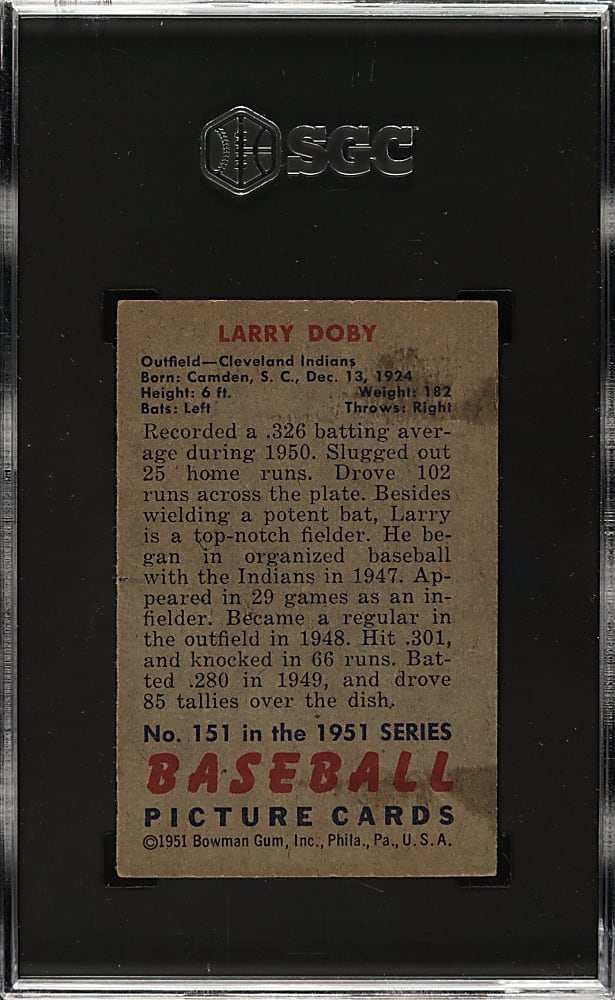 SGC
LARRY DOBY
Outfield—Cleveland Indians
Born: Camden, S. C., Dec. 13, 1924
Height: 6 ft. Weight: 182
Bats: Left Throws: Right
Recorded a .326 batting aver-
age during 1950. Slugged out
25 home runs. Drove 102
runs across the plate. Besides
wielding a potent bat, Larry
is a top-notch fielder. He be-
gan in organized baseball
with the Indians in 1947. Ap-
peared in 29 games as an in-
fielder. Became a regular in
the outfield in 1948. Hit .301,
and knocked in 66 runs. Bat-
ted .280 in 1949, and drove
85 tallies over the dish.
No. 151 in the 1951 SERIES
BASEBALL
PICTURE CARDS
©1951 Bowman Gum, Inc., Phila., Pa., U. S. A.